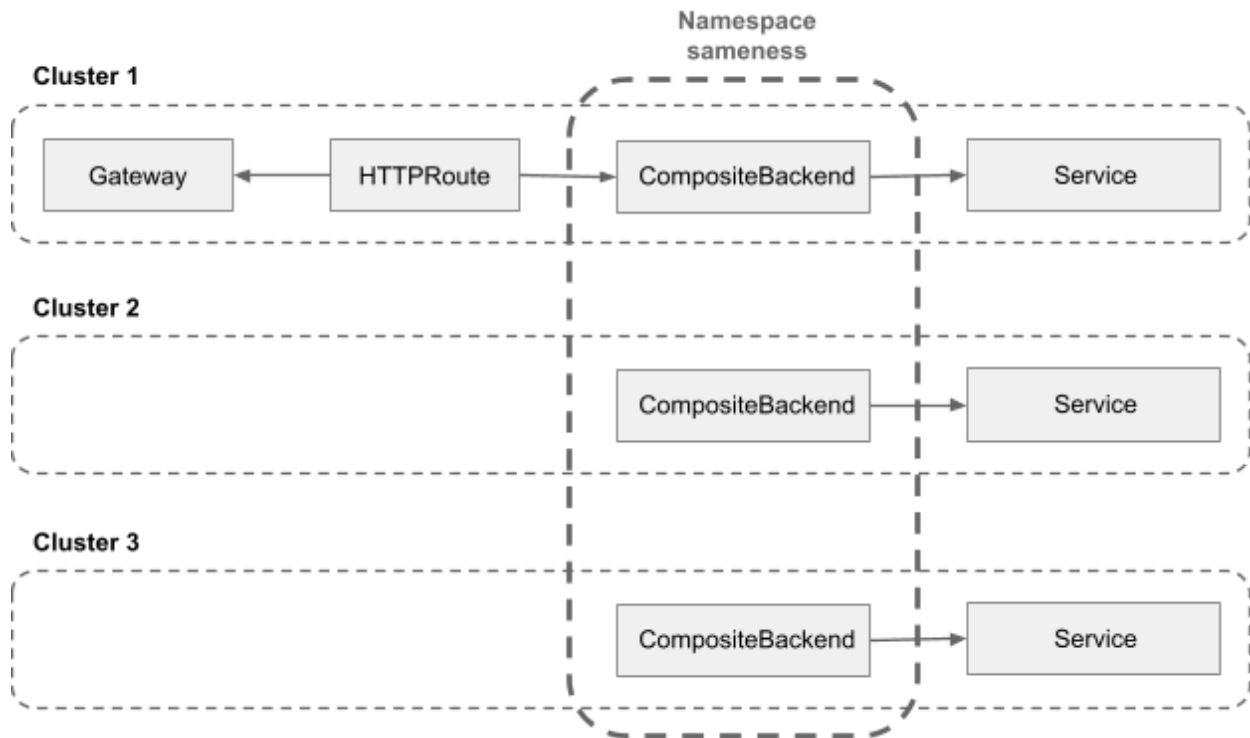 Namespace
sameness
Cluster 1
Gateway
HTTPRoute
CompositeBackend
Service
Cluster 2
CompositeBackend
Service
Cluster 3
CompositeBackend
Service